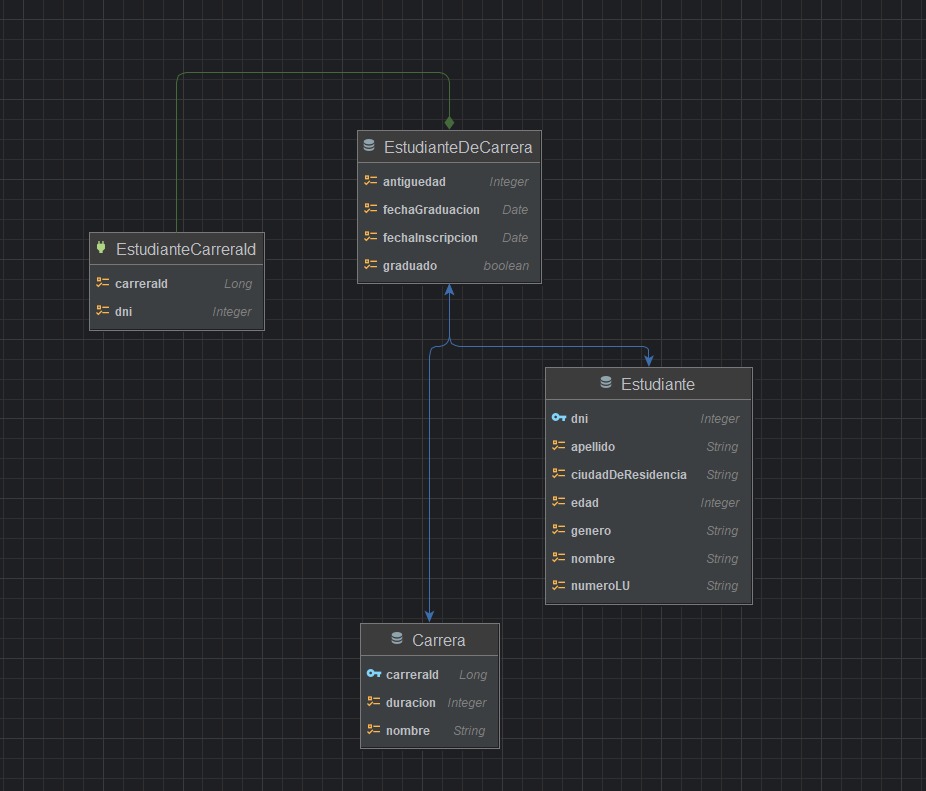 EstudianteDeCarrera
antiguedad Integer
fechaGraduacion Date
fechaInscripcion Date
graduado boolean
EstudianteCarreraId
carreraId Long
dni Integer
Estudiante
dni Integer
apellido String
ciudadDeResidencia String
edad Integer
genero String
nombre String
numeroLU String
Carrera
carreraId Long
duracion Integer
nombre String